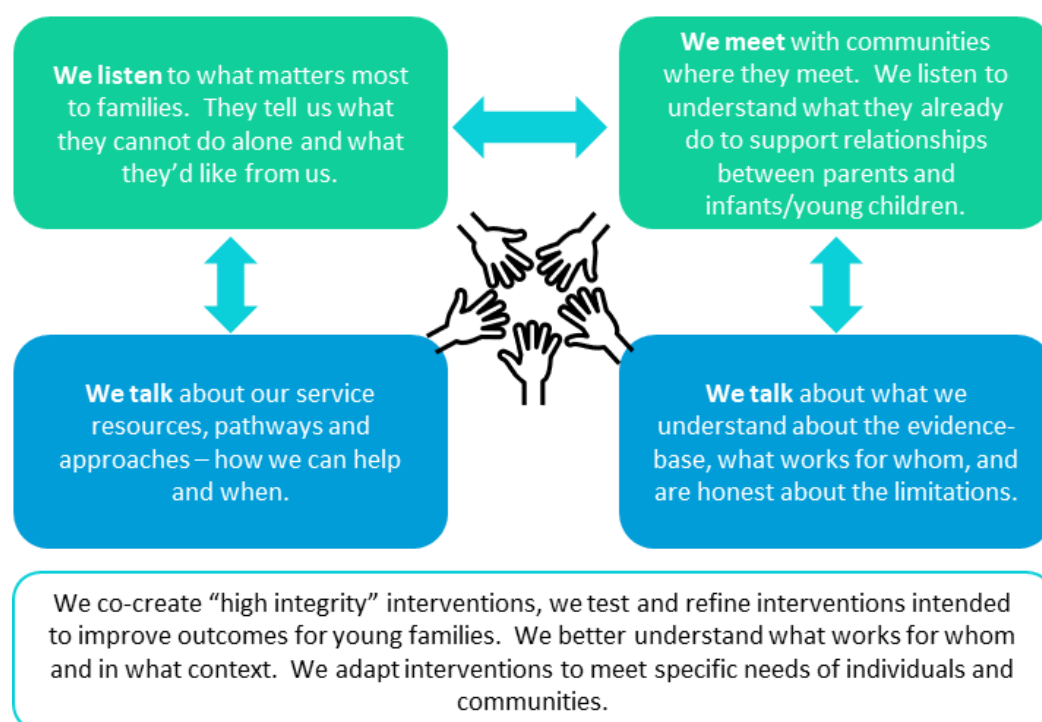 We listen to what matters most
to families.  They tell us what
they cannot do alone and what
they'd like from us.
We meet with communities
where they meet.  We listen to
understand what they already
do to support relationships
between parents and
infants/young children.
We talk about our service
resources, pathways and
approaches – how we can help
and when.
We talk about what we
understand about the evidence-
base, what works for whom, and
are honest about the limitations.
We co-create “high integrity” interventions, we test and refine interventions intended
to improve outcomes for young families.  We better understand what works for whom
and in what context.  We adapt interventions to meet specific needs of individuals and
communities.